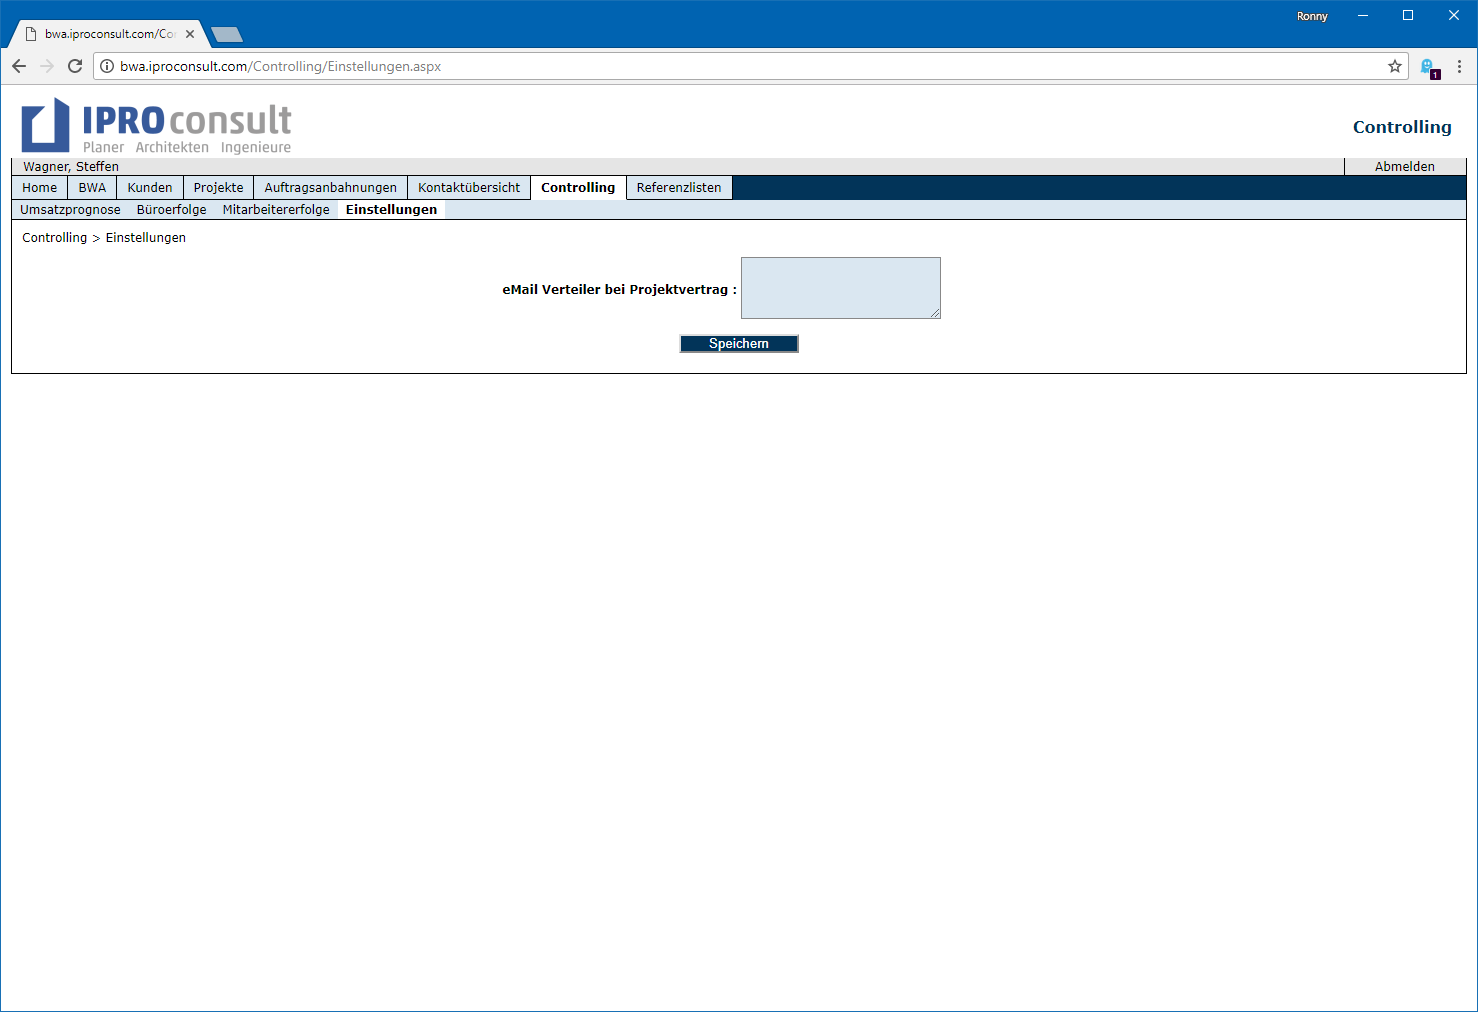 Ronny
bwa.iproconsult.com/Co
bwa.iproconsult.com/Controlling/Einstellungen.aspx
1
IPROconsult
Planer Architekten Ingenieure
Controlling
Wagner, Steffen
Abmelden
Home BWA Kunden Projekte Auftragsanbahnungen Kontaktübersicht Controlling Referenzlisten
Umsatzprognose Büroerfolge Mitarbeitererfolge Einstellungen
Controlling > Einstellungen
eMail Verteiler bei Projektvertrag :
Speichern